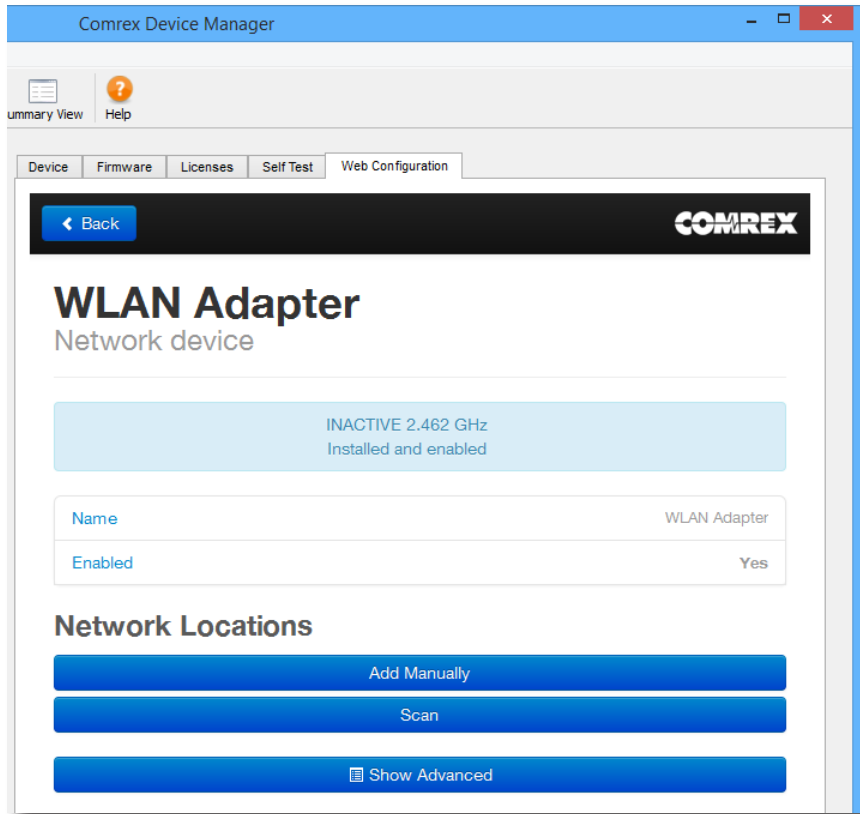 Comrex Device Manager
ummary View
Help
Device Firmware Licenses Self Test Web Configuration
Back
COMREX
WLAN Adapter
Network device
INACTIVE 2.462 GHz
Installed and enabled
Name WLAN Adapter
Enabled Yes
Network Locations
Add Manually
Scan
Show Advanced